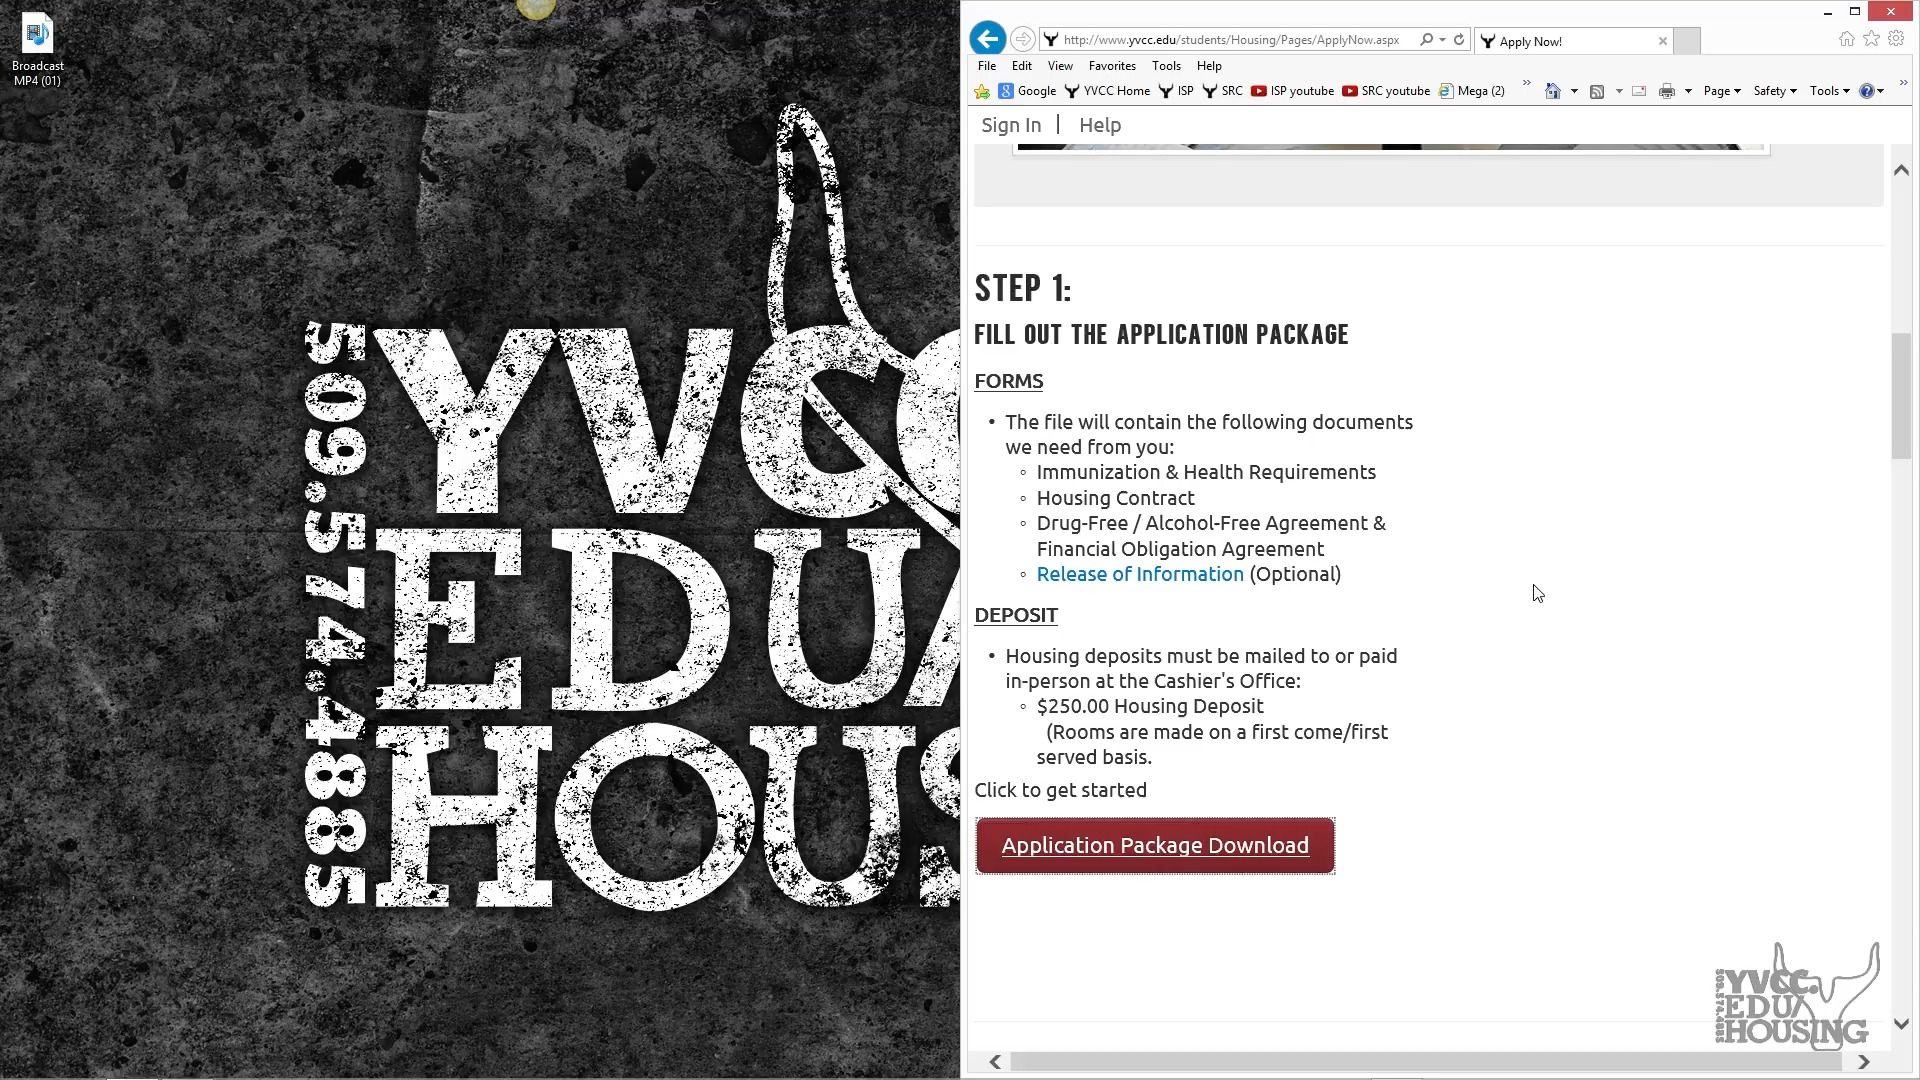 Broadcast
MP4 (01)
509.574.4885
YVCC
EDU/
HOUS
http://www.yvcc.edu/students/Housing/Pages/ApplyNow.aspx
Apply Now!
File Edit View Favorites Tools Help
Google YVCC Home ISP SRC ISP youtube SRC youtube Mega (2) » Page Safety Tools »
Sign In | Help
STEP 1:
FILL OUT THE APPLICATION PACKAGE
FORMS
• The file will contain the following documents
we need from you:
◦ Immunization & Health Requirements
◦ Housing Contract
◦ Drug-Free / Alcohol-Free Agreement &
Financial Obligation Agreement
◦ Release of Information (Optional)
DEPOSIT
• Housing deposits must be mailed to or paid
in-person at the Cashier's Office:
◦ $250.00 Housing Deposit
(Rooms are made on a first come/first
served basis.
Click to get started
Application Package Download
509.574.4885
YVCC.
EDU/
HOUSING